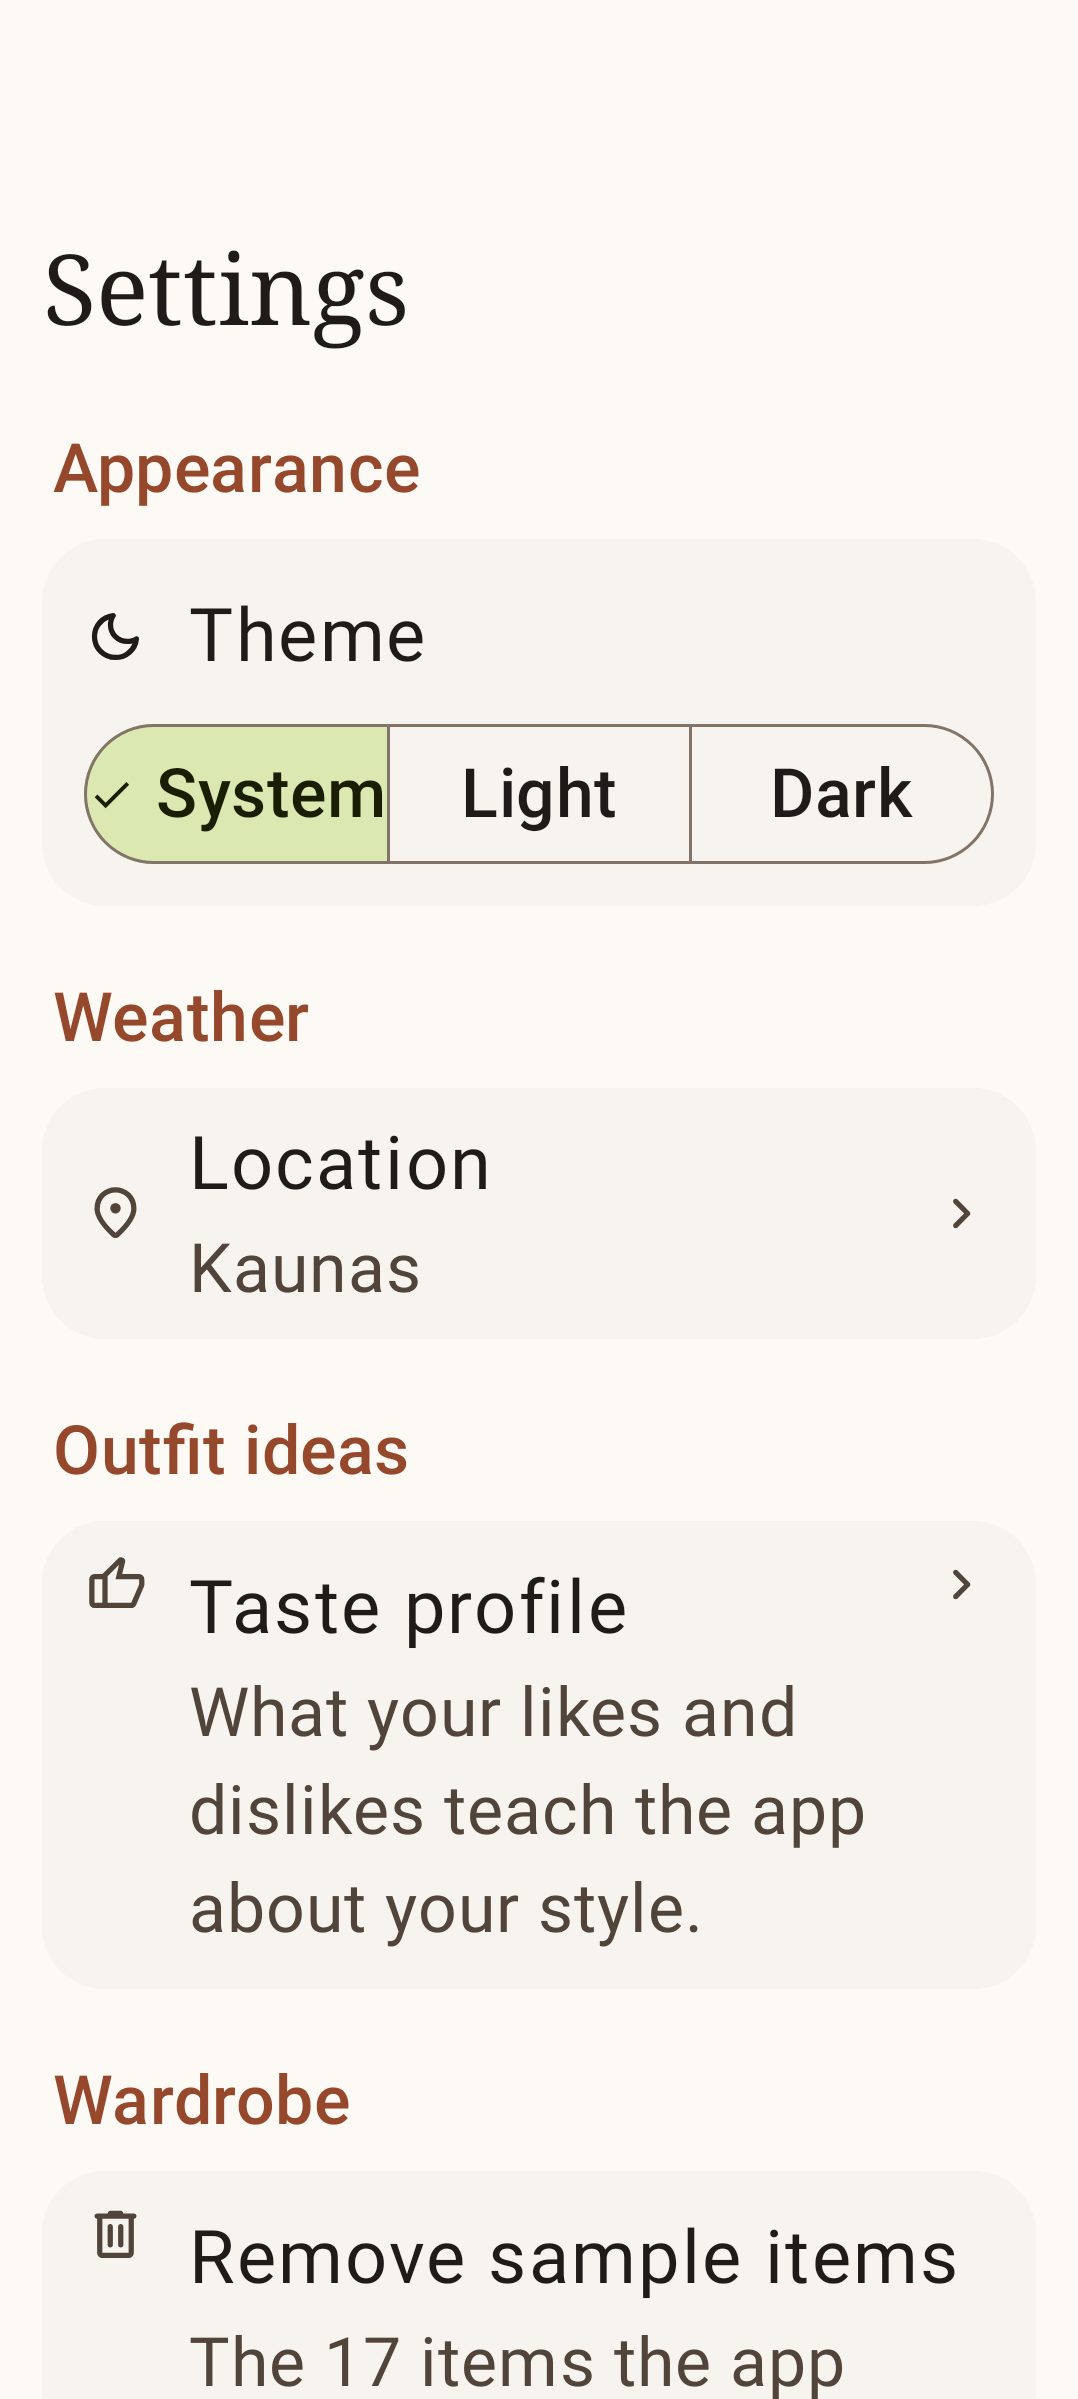 Settings
Appearance
Theme
System Light Dark
Weather
Location
Kaunas
Outfit ideas
Taste profile
What your likes and
dislikes teach the app
about your style.
Wardrobe
Remove sample items
The 17 items the app